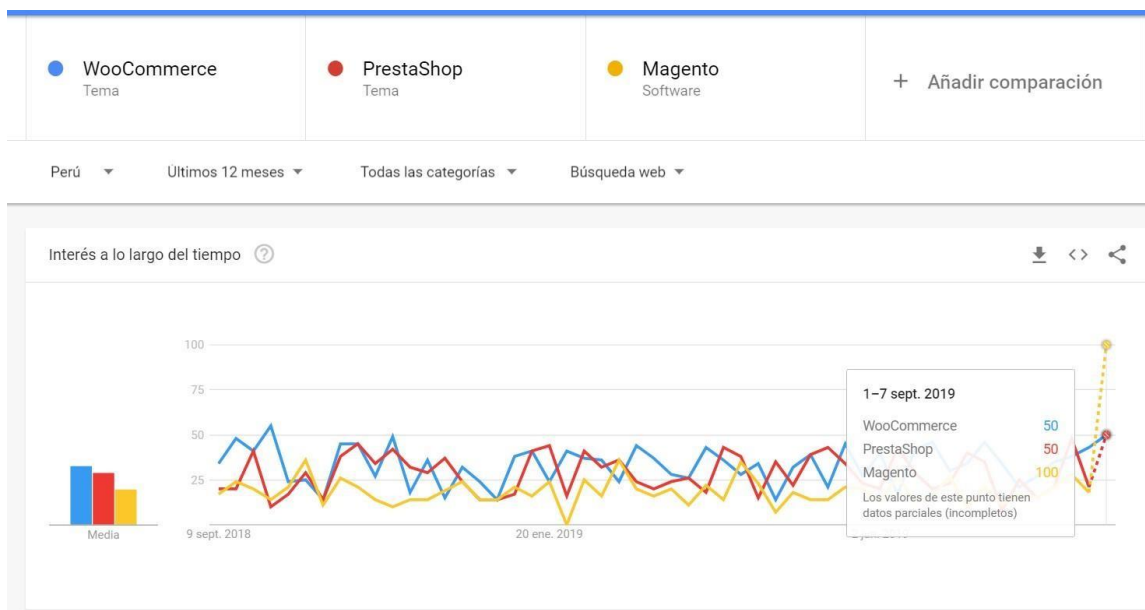 WooCommerce
Tema
PrestaShop
Tema
Magento
Software
+ Añadir comparación
Perú
Últimos 12 meses
Todas las categorías
Búsqueda web
Interés a lo largo del tiempo ?
100
75
50
25
Media
9 sept. 2018
20 ene. 2019
1–7 sept. 2019
WooCommerce 50
PrestaShop 50
Magento 100
Los valores de este punto tienen
datos parciales (incompletos)